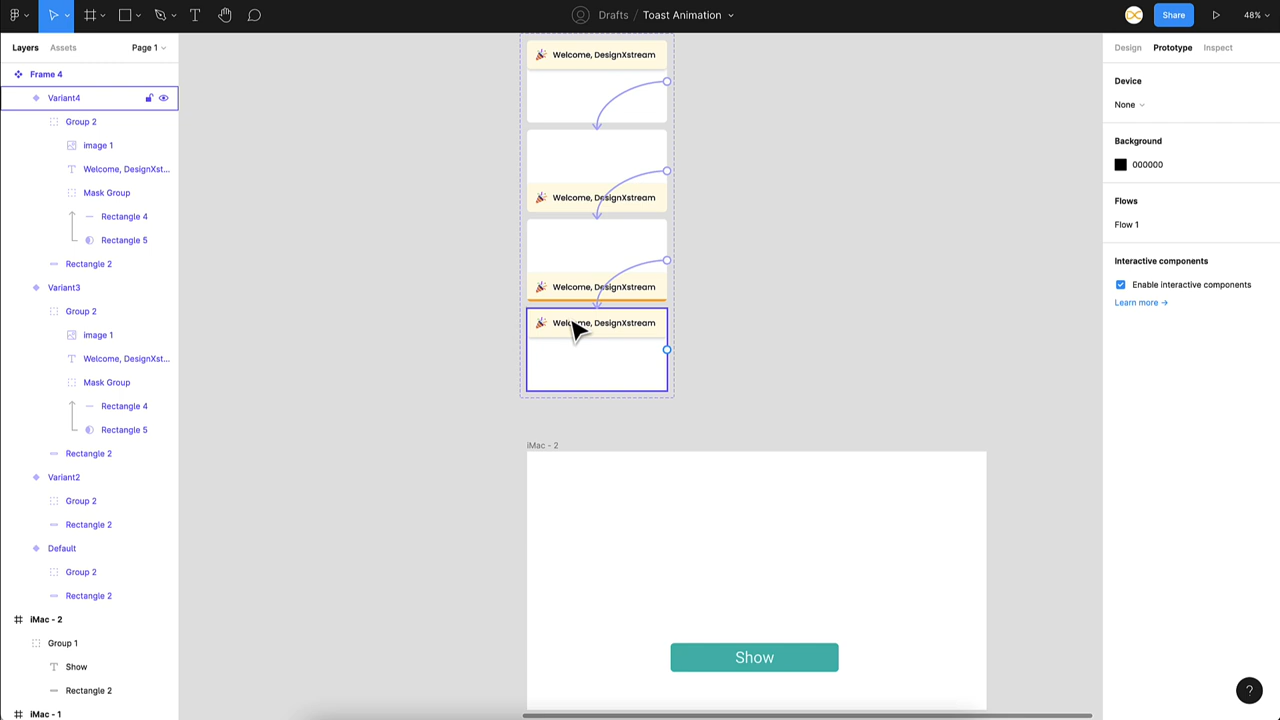 Drafts / Toast Animation
Share
48%
Layers
Assets
Page 1
Frame 4
Variant4
Group 2
image 1
Welcome, DesignXst...
Mask Group
Rectangle 4
Rectangle 5
Rectangle 2
Variant3
Group 2
image 1
Welcome, DesignXst...
Mask Group
Rectangle 4
Rectangle 5
Rectangle 2
Variant2
Group 2
Rectangle 2
Default
Group 2
Rectangle 2
iMac - 2
Group 1
Show
Rectangle 2
iMac - 1
Welcome, DesignXstream
Welcome, DesignXstream
Welcome, DesignXstream
Welcome, DesignXstream
iMac - 2
Show
Design
Prototype
Inspect
Device
None
Background
000000
Flows
Flow 1
Interactive components
Enable interactive components
Learn more →
?